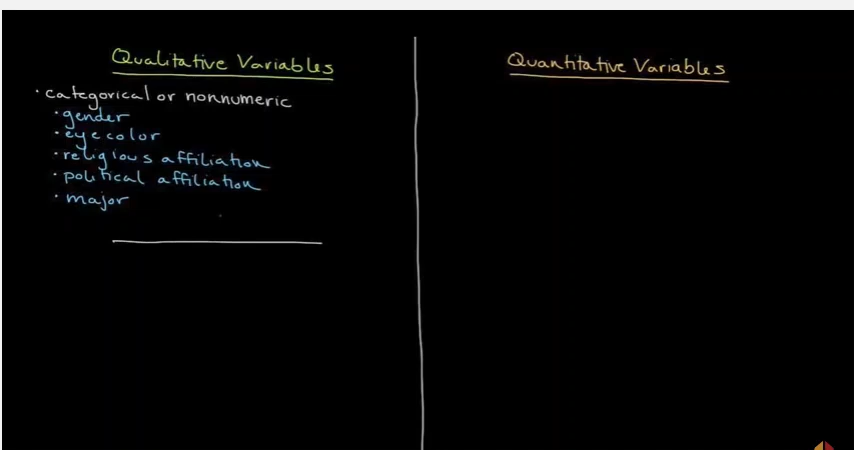 Qualitative Variables
· categorical or nonnumeric
· gender
· eye color
· religious affiliation
· political affiliation
· major
Quantitative Variables